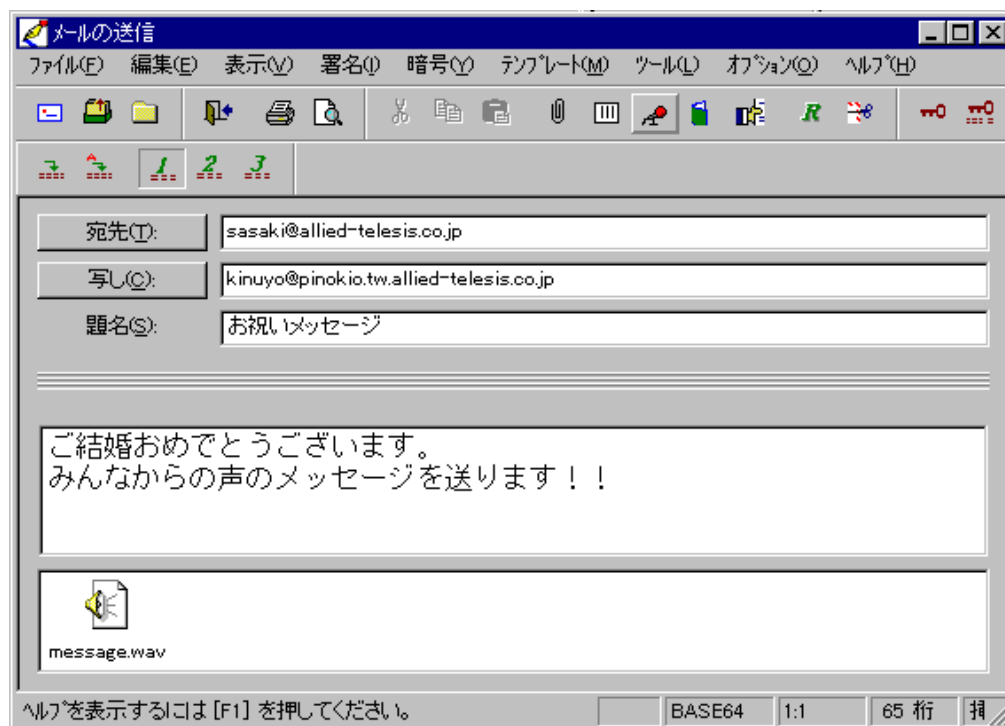 メールの送信
ファイル(F) 編集(E) 表示(V) 署名(I) 暗号(Y) テンプレート(M) ツール(L) オプション(O) ヘルプ(H)
R
1 2 3
宛先(T): sasaki@allied-telesis.co.jp
写し(C): kinuyo@pinokio.tw.allied-telesis.co.jp
題名(S): お祝いメッセージ
ご結婚おめでとうございます。
みんなからの声のメッセージを送ります！！
message.wav
ヘルプを表示するには [F1] を押してください。 BASE64 1:1 65 桁